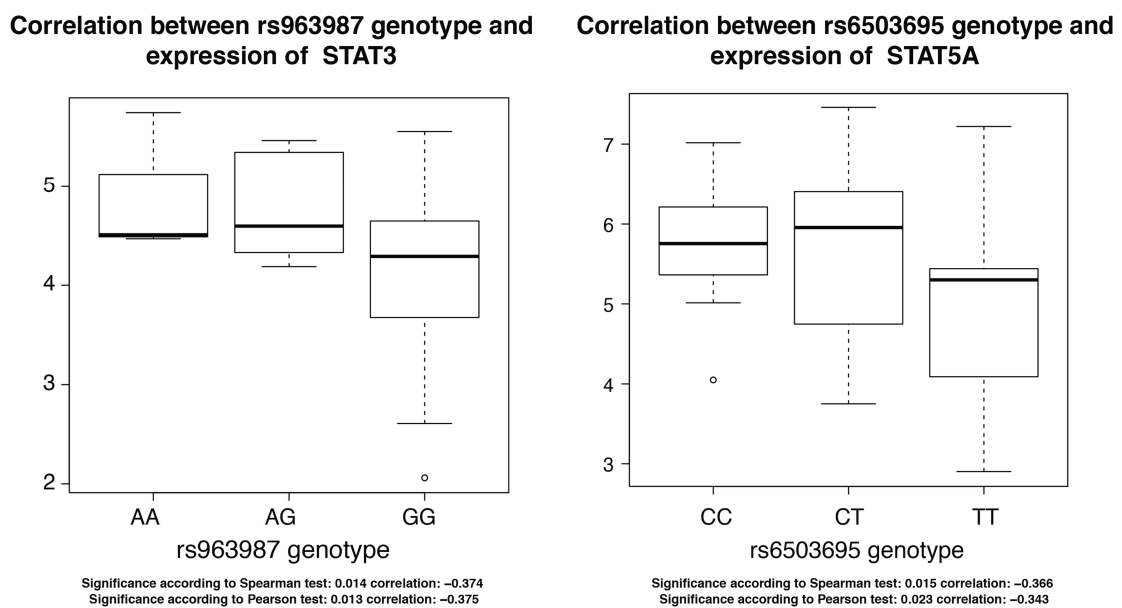 Correlation between rs963987 genotype and
expression of STAT3
5
4
3
2
AA AG GG
rs963987 genotype
Significance according to Spearman test: 0.014 correlation: −0.374
Significance according to Pearson test: 0.013 correlation: −0.375
Correlation between rs6503695 genotype and
expression of STAT5A
7
6
5
4
3
CC CT TT
rs6503695 genotype
Significance according to Spearman test: 0.015 correlation: −0.366
Significance according to Pearson test: 0.023 correlation: −0.343